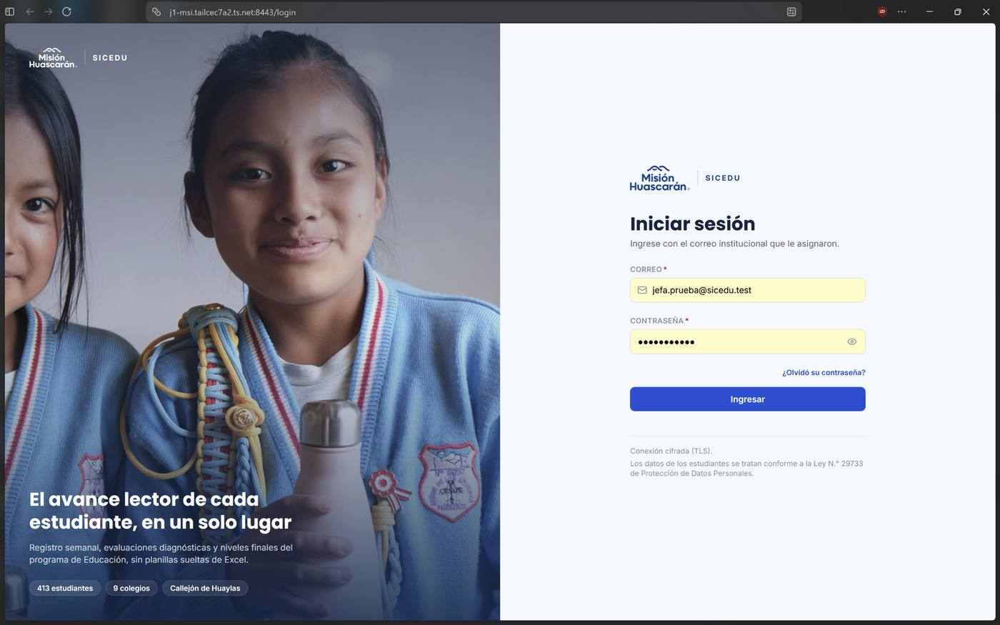 j1-msi.tailcec7a2.ts.net:8443/login
Misión
Huascarán
SICEDU
El avance lector de cada
estudiante, en un solo lugar
Registro semanal, evaluaciones diagnósticas y niveles finales del
programa de Educación, sin planillas sueltas de Excel.
413 estudiantes
9 colegios
Callejón de Huaylas
JESUS
Misión
Huascarán
SICEDU
Iniciar sesión
Ingrese con el correo institucional que le asignaron.
CORREO *
jefa.prueba@sicedu.test
CONTRASEÑA *
●●●●●●●●●●●
¿Olvidó su contraseña?
Ingresar
Conexión cifrada (TLS).
Los datos de los estudiantes se tratan conforme a la Ley N.° 29733
de Protección de Datos Personales.